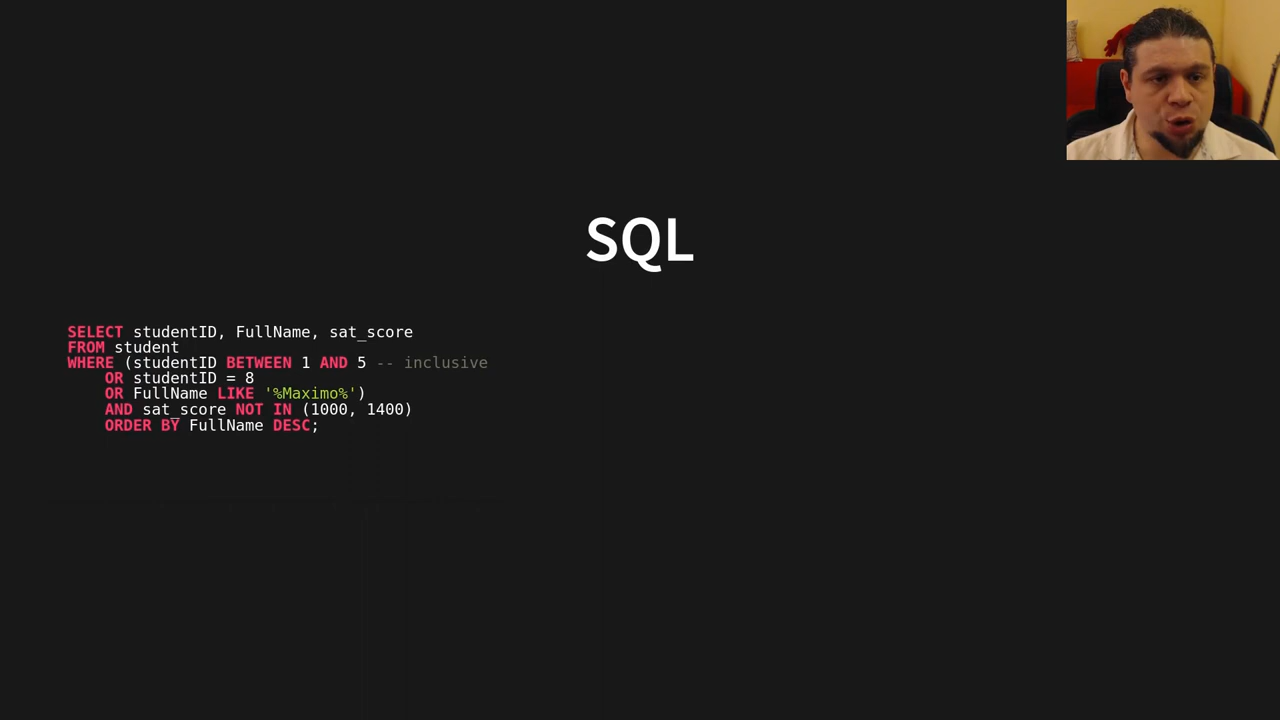 SQL
SELECT studentID, FullName, sat_score
FROM student
WHERE (studentID BETWEEN 1 AND 5 -- inclusive
    OR studentID = 8
    OR FullName LIKE '%Maximo%')
    AND sat_score NOT IN (1000, 1400)
    ORDER BY FullName DESC;